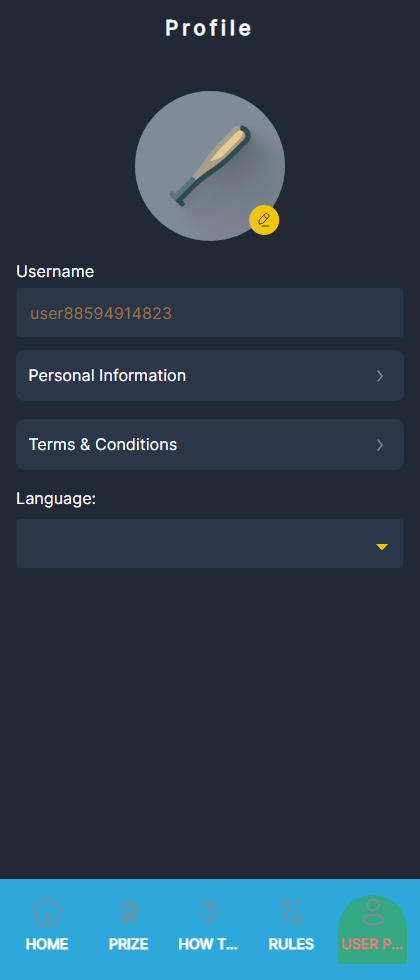 Profile
Username
user88594914823
Personal Information
Terms & Conditions
Language:
HOME PRIZE HOW T... RULES USER P...